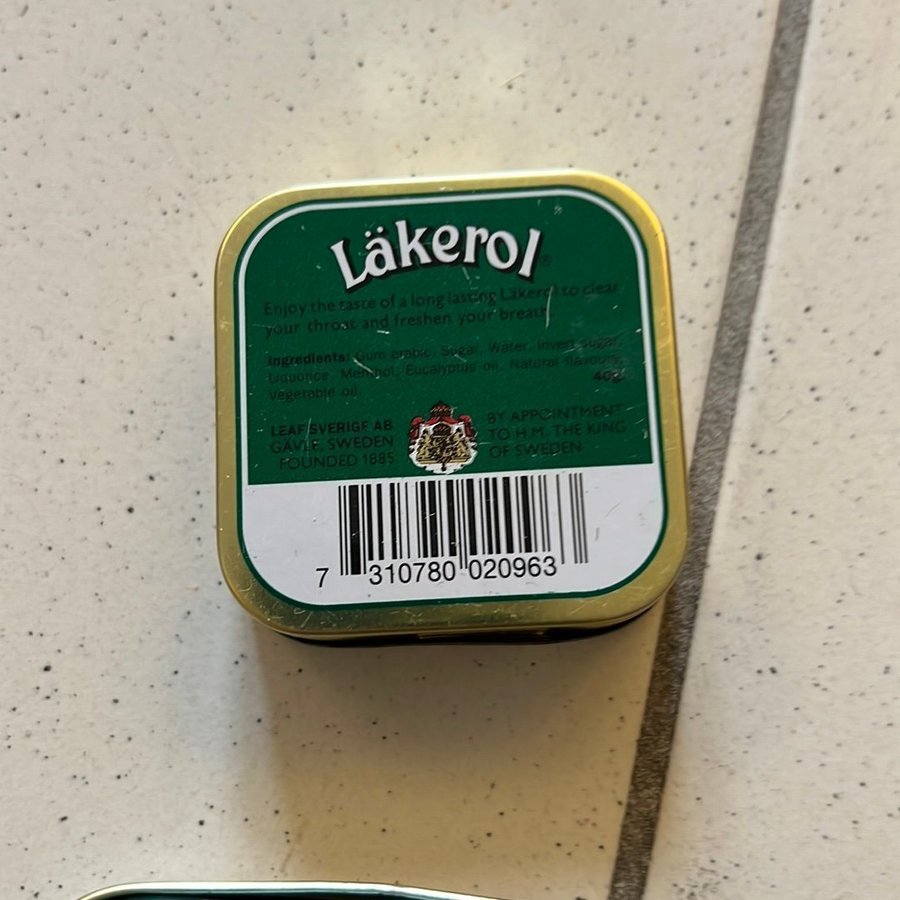 Läkerol®
Enjoy the taste of a long lasting Läkerol to clear
your throat and freshen your breath.
Ingredients: Gum arabic, Sugar, Water, Invert sugar,
Liquorice, Menthol, Eucalyptus oil, Natural flavours,
Vegetable oil.
40g.
LEAF SVERIGE AB
GÄVLE, SWEDEN
FOUNDED 1885
BY APPOINTMENT
TO H.M. THE KING
OF SWEDEN
7 310780 020963